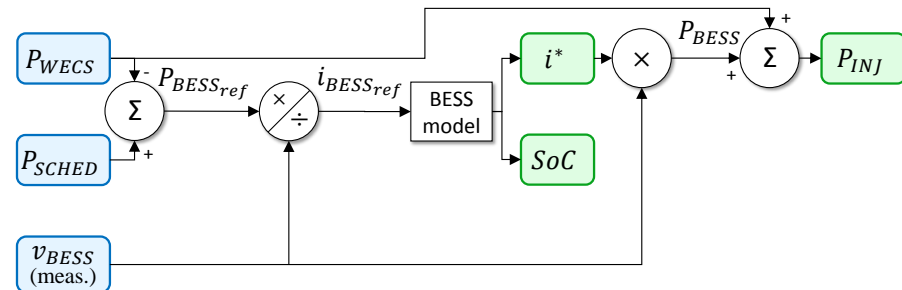 +
P_WECS
P_BESS
i*
×
Σ
P_INJ
-
P_BESS_ref
i_BESS_ref
+
×
÷
BESS
model
Σ
P_SCHED
+
SoC
v_BESS
(meas.)